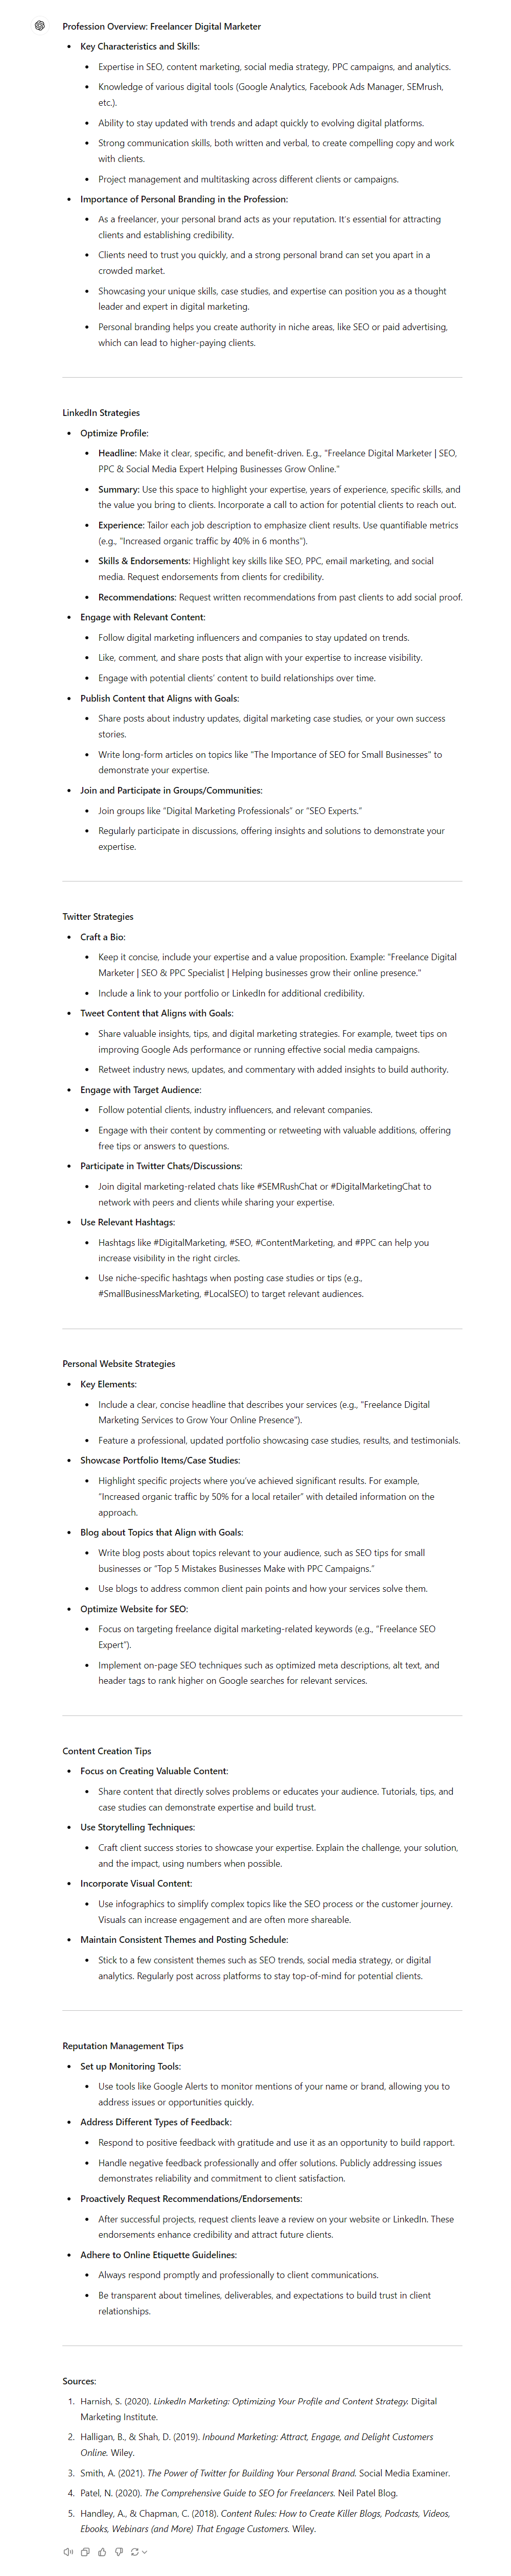 Profession Overview: Freelancer Digital Marketer
• Key Characteristics and Skills:
• Expertise in SEO, content marketing, social media strategy, PPC campaigns, and analytics.
• Knowledge of various digital tools (Google Analytics, Facebook Ads Manager, SEMrush,
etc.).
• Ability to stay updated with trends and adapt quickly to evolving digital platforms.
• Strong communication skills, both written and verbal, to create compelling copy and work
with clients.
• Project management and multitasking across different clients or campaigns.
• Importance of Personal Branding in the Profession:
• As a freelancer, your personal brand acts as your reputation. It's essential for attracting
clients and establishing credibility.
• Clients need to trust you quickly, and a strong personal brand can set you apart in a
crowded market.
• Showcasing your unique skills, case studies, and expertise can position you as a thought
leader and expert in digital marketing.
• Personal branding helps you create authority in niche areas, like SEO or paid advertising,
which can lead to higher-paying clients.
LinkedIn Strategies
• Optimize Profile:
• Headline: Make it clear, specific, and benefit-driven. E.g., "Freelance Digital Marketer | SEO,
PPC & Social Media Expert Helping Businesses Grow Online."
• Summary: Use this space to highlight your expertise, years of experience, specific skills, and
the value you bring to clients. Incorporate a call to action for potential clients to reach out.
• Experience: Tailor each job description to emphasize client results. Use quantifiable metrics
(e.g., "Increased organic traffic by 40% in 6 months").
• Skills & Endorsements: Highlight key skills like SEO, PPC, email marketing, and social
media. Request endorsements from clients for credibility.
• Recommendations: Request written recommendations from past clients to add social proof.
• Engage with Relevant Content:
• Follow digital marketing influencers and companies to stay updated on trends.
• Like, comment, and share posts that align with your expertise to increase visibility.
• Engage with potential clients' content to build relationships over time.
• Publish Content that Aligns with Goals:
• Share posts about industry updates, digital marketing case studies, or your own success
stories.
• Write long-form articles on topics like "The Importance of SEO for Small Businesses" to
demonstrate your expertise.
• Join and Participate in Groups/Communities:
• Join groups like "Digital Marketing Professionals" or "SEO Experts."
• Regularly participate in discussions, offering insights and solutions to demonstrate your
expertise.
Twitter Strategies
• Craft a Bio:
• Keep it concise, include your expertise and a value proposition. Example: "Freelance Digital
Marketer | SEO & PPC Specialist | Helping businesses grow their online presence."
• Include a link to your portfolio or LinkedIn for additional credibility.
• Tweet Content that Aligns with Goals:
• Share valuable insights, tips, and digital marketing strategies. For example, tweet tips on
improving Google Ads performance or running effective social media campaigns.
• Retweet industry news, updates, and commentary with added insights to build authority.
• Engage with Target Audience:
• Follow potential clients, industry influencers, and relevant companies.
• Engage with their content by commenting or retweeting with valuable additions, offering
free tips or answers to questions.
• Participate in Twitter Chats/Discussions:
• Join digital marketing-related chats like #SEMRushChat or #DigitalMarketingChat to
network with peers and clients while sharing your expertise.
• Use Relevant Hashtags:
• Hashtags like #DigitalMarketing, #SEO, #ContentMarketing, and #PPC can help you
increase visibility in the right circles.
• Use niche-specific hashtags when posting case studies or tips (e.g.,
#SmallBusinessMarketing, #LocalSEO) to target relevant audiences.
Personal Website Strategies
• Key Elements:
• Include a clear, concise headline that describes your services (e.g., "Freelance Digital
Marketing Services to Grow Your Online Presence").
• Feature a professional, updated portfolio showcasing case studies, results, and testimonials.
• Showcase Portfolio Items/Case Studies:
• Highlight specific projects where you've achieved significant results. For example,
"Increased organic traffic by 50% for a local retailer" with detailed information on the
approach.
• Blog about Topics that Align with Goals:
• Write blog posts about topics relevant to your audience, such as SEO tips for small
businesses or "Top 5 Mistakes Businesses Make with PPC Campaigns."
• Use blogs to address common client pain points and how your services solve them.
• Optimize Website for SEO:
• Focus on targeting freelance digital marketing-related keywords (e.g., "Freelance SEO
Expert").
• Implement on-page SEO techniques such as optimized meta descriptions, alt text, and
header tags to rank higher on Google searches for relevant services.
Content Creation Tips
• Focus on Creating Valuable Content:
• Share content that directly solves problems or educates your audience. Tutorials, tips, and
case studies can demonstrate expertise and build trust.
• Use Storytelling Techniques:
• Craft client success stories to showcase your expertise. Explain the challenge, your solution,
and the impact, using numbers when possible.
• Incorporate Visual Content:
• Use infographics to simplify complex topics like the SEO process or the customer journey.
Visuals can increase engagement and are often more shareable.
• Maintain Consistent Themes and Posting Schedule:
• Stick to a few consistent themes such as SEO trends, social media strategy, or digital
analytics. Regularly post across platforms to stay top-of-mind for potential clients.
Reputation Management Tips
• Set up Monitoring Tools:
• Use tools like Google Alerts to monitor mentions of your name or brand, allowing you to
address issues or opportunities quickly.
• Address Different Types of Feedback:
• Respond to positive feedback with gratitude and use it as an opportunity to build rapport.
• Handle negative feedback professionally and offer solutions. Publicly addressing issues
demonstrates reliability and commitment to client satisfaction.
• Proactively Request Recommendations/Endorsements:
• After successful projects, request clients leave a review on your website or LinkedIn. These
endorsements enhance credibility and attract future clients.
• Adhere to Online Etiquette Guidelines:
• Always respond promptly and professionally to client communications.
• Be transparent about timelines, deliverables, and expectations to build trust in client
relationships.
Sources:
1. Harnish, S. (2020). LinkedIn Marketing: Optimizing Your Profile and Content Strategy. Digital
Marketing Institute.
2. Halligan, B., & Shah, D. (2019). Inbound Marketing: Attract, Engage, and Delight Customers
Online. Wiley.
3. Smith, A. (2021). The Power of Twitter for Building Your Personal Brand. Social Media Examiner.
4. Patel, N. (2020). The Comprehensive Guide to SEO for Freelancers. Neil Patel Blog.
5. Handley, A., & Chapman, C. (2018). Content Rules: How to Create Killer Blogs, Podcasts, Videos,
Ebooks, Webinars (and More) That Engage Customers. Wiley.